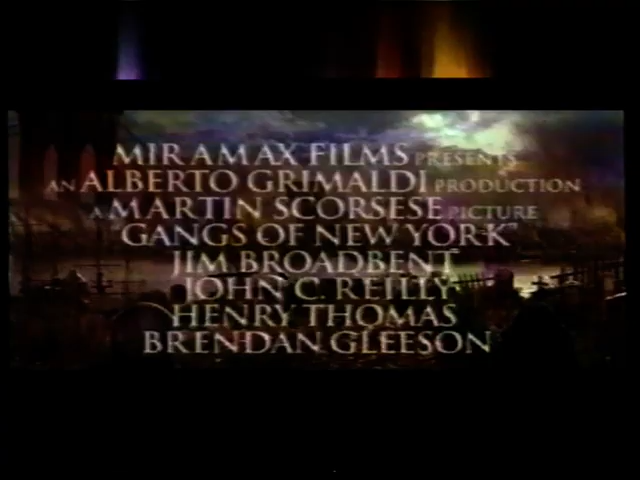 MIRAMAX FILMS PRESENTS
AN ALBERTO GRIMALDI PRODUCTION
A MARTIN SCORSESE PICTURE
"GANGS OF NEW YORK"
JIM BROADBENT
JOHN C. REILLY
HENRY THOMAS
BRENDAN GLEESON